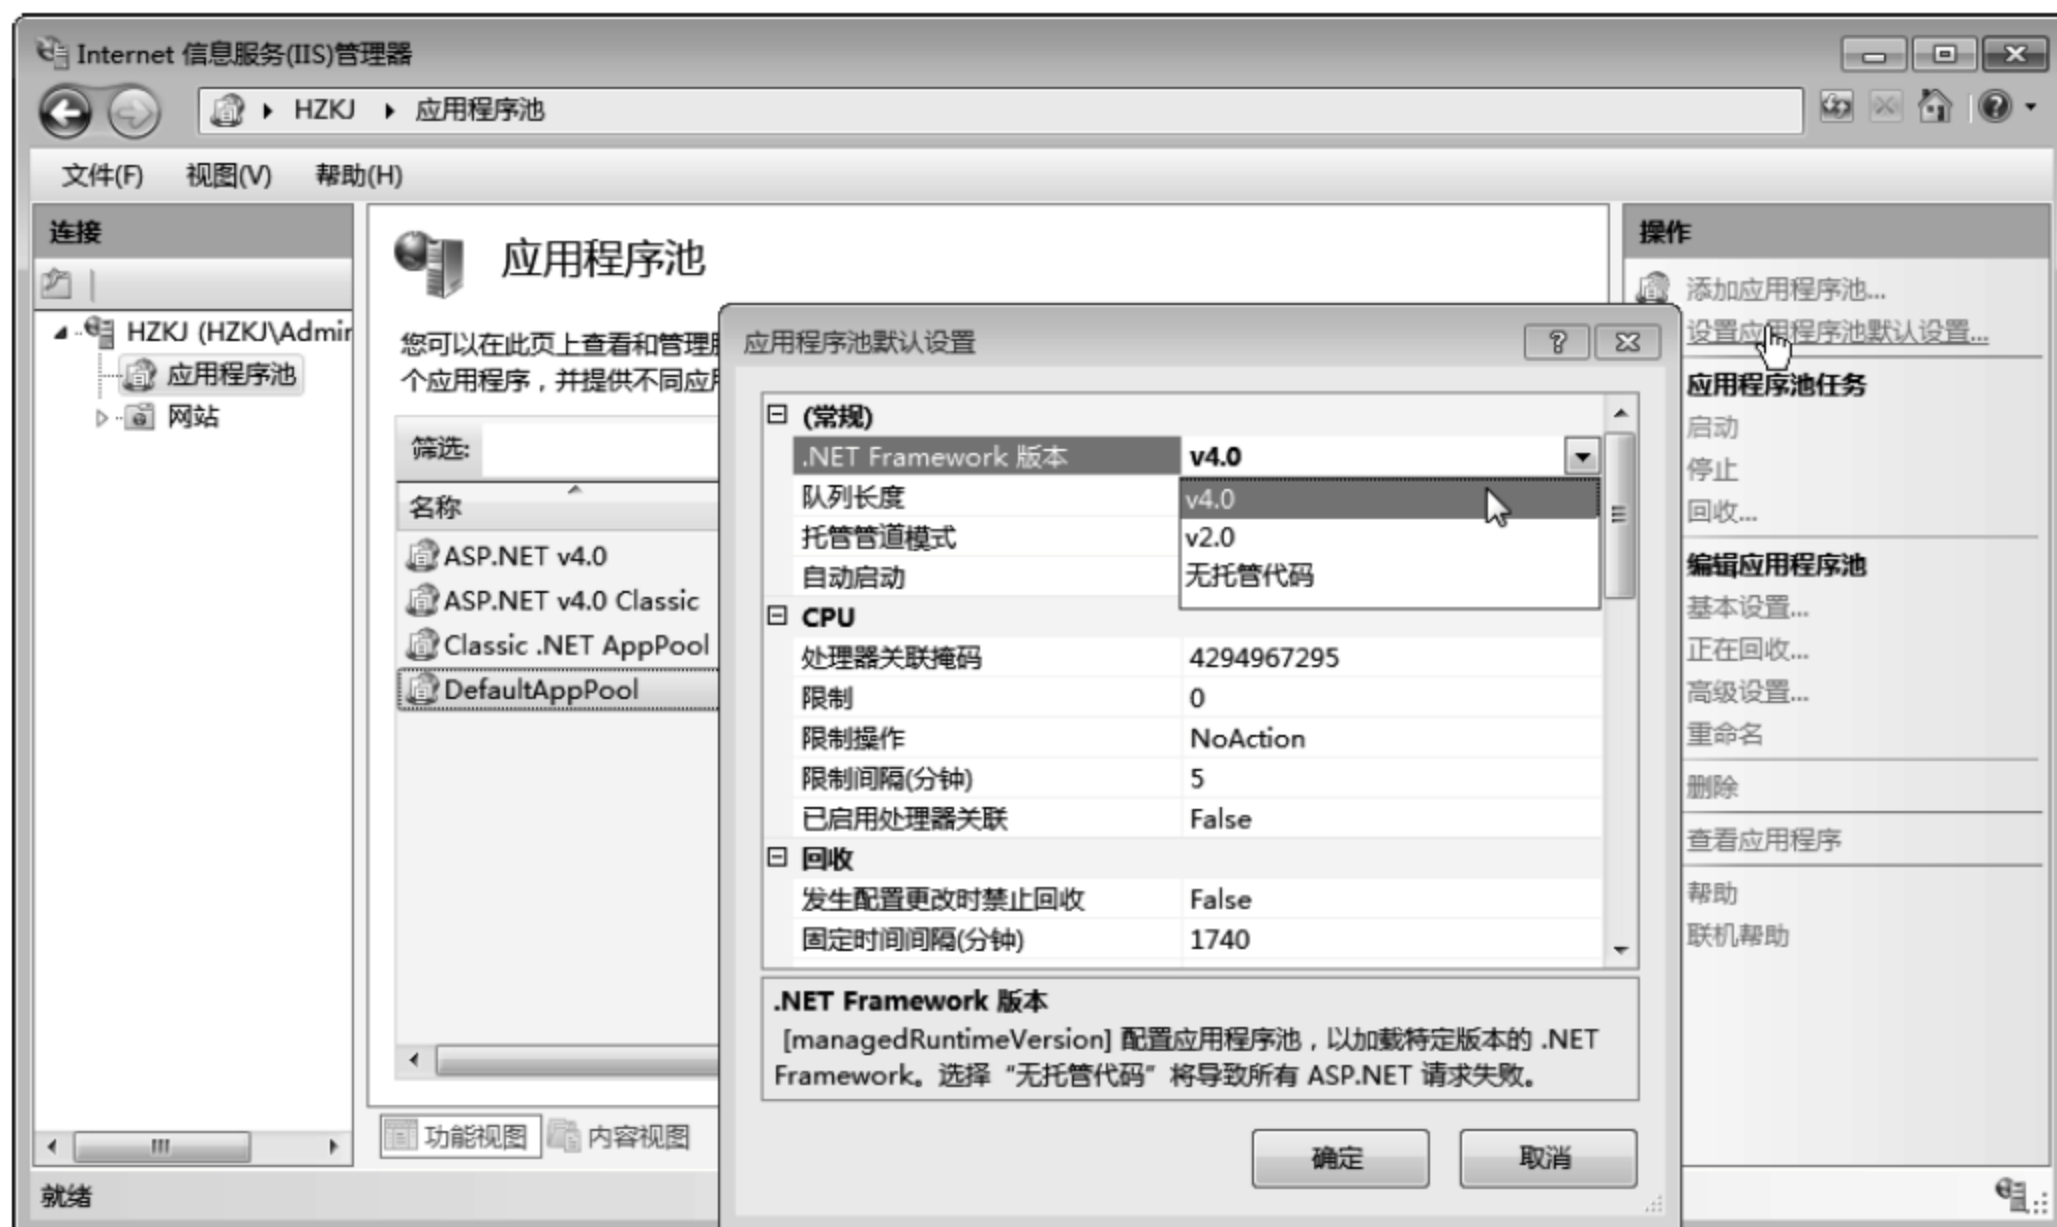 Internet 信息服务(IIS)管理器
HZKJ 应用程序池
文件(F) 视图(V) 帮助(H)
连接
HZKJ (HZKJ\Admir
应用程序池
网站
应用程序池
您可以在此页上查看和管理服
个应用程序，并提供不同应用
筛选:
名称
ASP.NET v4.0
ASP.NET v4.0 Classic
Classic .NET AppPool
DefaultAppPool
功能视图 内容视图
应用程序池默认设置
(常规)
.NET Framework 版本 v4.0
队列长度 v4.0
托管管道模式 v2.0
自动启动 无托管代码
CPU
处理器关联掩码 4294967295
限制 0
限制操作 NoAction
限制间隔(分钟) 5
已启用处理器关联 False
回收
发生配置更改时禁止回收 False
固定时间间隔(分钟) 1740
.NET Framework 版本
[managedRuntimeVersion] 配置应用程序池，以加载特定版本的 .NET
Framework。选择“无托管代码”将导致所有 ASP.NET 请求失败。
确定 取消
操作
添加应用程序池...
设置应用程序池默认设置...
应用程序池任务
启动
停止
回收...
编辑应用程序池
基本设置...
正在回收...
高级设置...
重命名
删除
查看应用程序
帮助
联机帮助
就绪